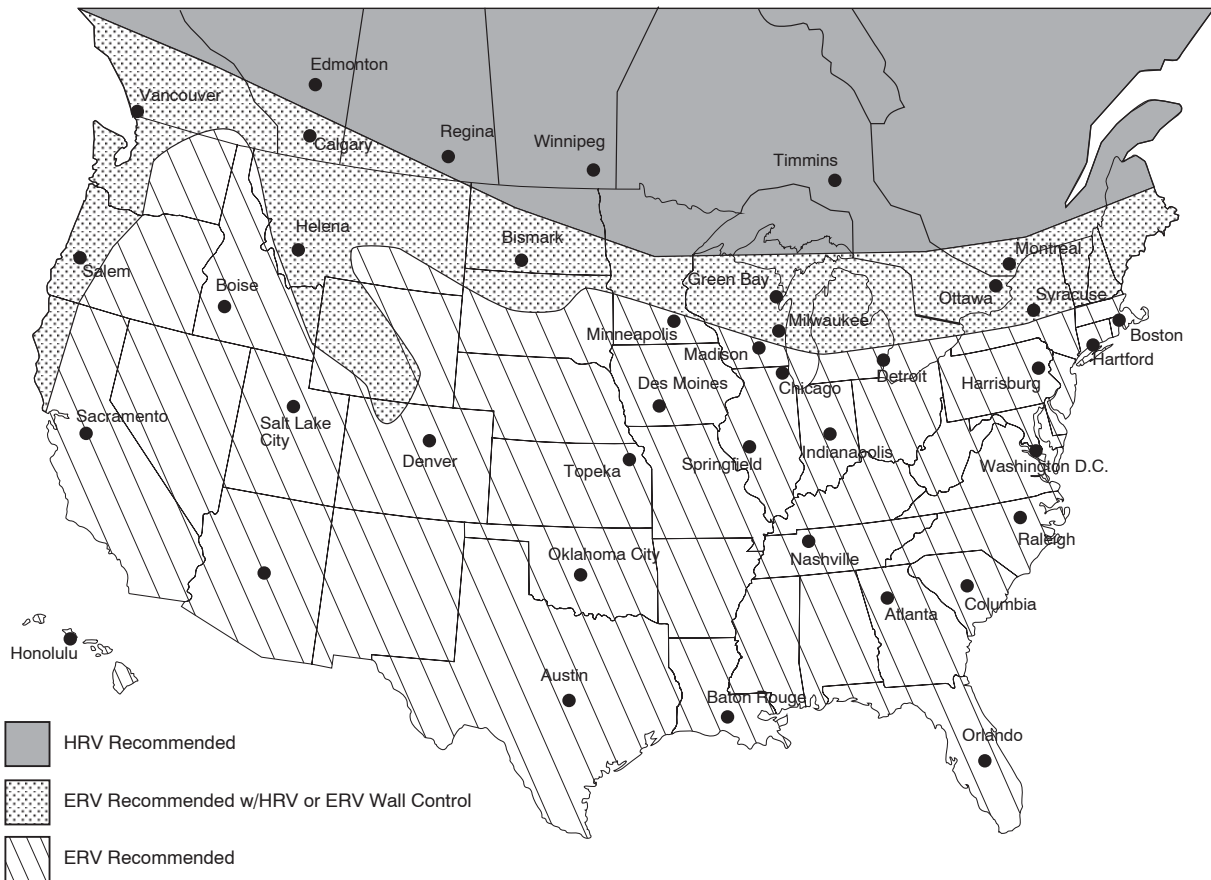 Edmonton
Vancouver
Calgary
Regina
Winnipeg
Timmins
Helena
Bismark
Montreal
Salem
Boise
Green Bay
Ottawa
Syracuse
Minneapolis
Milwaukee
Boston
Madison
Hartford
Des Moines
Chicago
Detroit
Harrisburg
Sacramento
Salt Lake
City
Denver
Topeka
Springfield
Indianapolis
Washington D.C.
Oklahoma City
Nashville
Raleigh
Columbia
Atlanta
Honolulu
Austin
Baton Rouge
Orlando
HRV Recommended
ERV Recommended w/HRV or ERV Wall Control
ERV Recommended